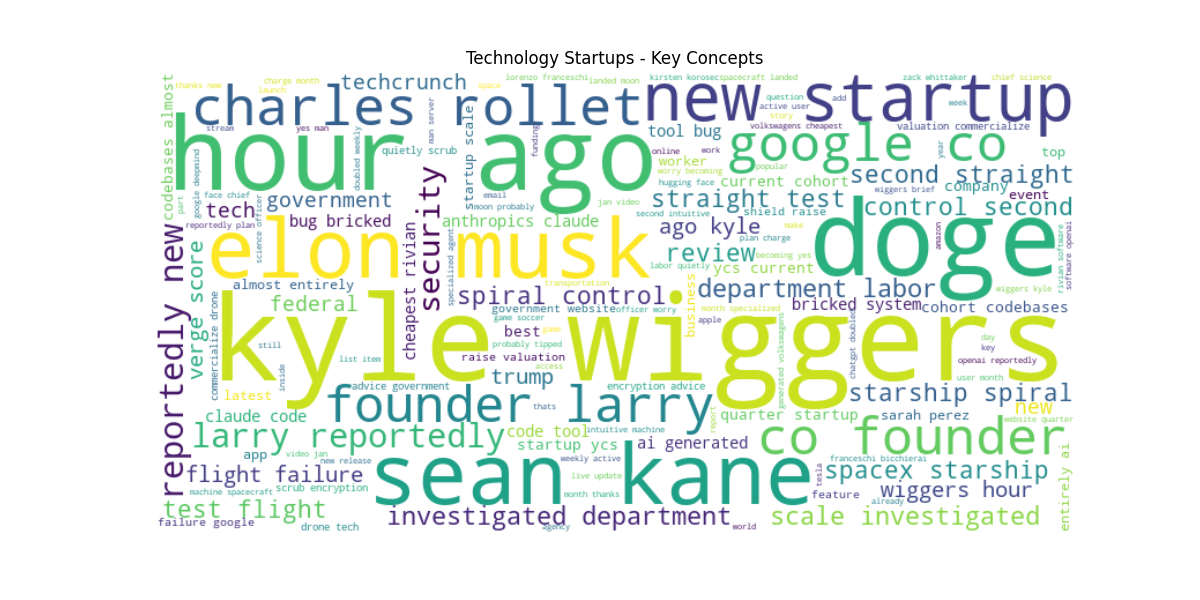 Technology Startups - Key Concepts
thanks new
charge month
launch
techcrunch
space
lorenzo franceschi
landed moon
kirsten korosec
spacecraft landed
zack whittaker
chief science
charles rollet
new startup
question
active user
add
story
week
codebases almost
stream
yes man
doubled weekly
man server
quietly scrub
startup scale
funding
tool bug
volkswagens cheapest
valuation commercialize
hour ago
google co
online
work
worker
worry becoming
popular
year
top
part
google deepmind
face chief
government
security
email
jan video
hugging face
current cohort
second straight
wiggers brief
company
event
tech
reportedly plan
science officer
bug bricked
anthropics claude
moon probably
straight test
second intuitive
shield raise
make
control second
doge
amazon
rivian software
software openai
elon musk
ago kyle
plan charge
review
labor quietly
becoming yes
ycs current
reportedly new
verge score
cheapest rivian
specialized agent
almost entirely
federal
commercialize drone
transportation
spiral control
government website
officer worry
business
department labor
month specialized
bricked system
wiggers kyle
cohort codebases
kyle wiggers
game soccer
best
game
probably tipped
apple
chatgpt doubled
day
key
still
inside
list item
raise valuation
access
openai reportedly
trump
user month
latest
advice government
encryption advice
generated volkswagens
starship spiral
thats
founder larry
report
quarter startup
sarah perez
new
website quarter
claude code
larry reportedly
code tool
intuitive machine
startup ycs
ai generated
co founder
app
video jan
new release
weekly active
franceschi bicchierai
entirely ai
flight failure
scrub encryption
sean kane
live update
tesla
spacex starship
machine spacecraft
month thanks
feature
wiggers hour
already
test flight
failure google
drone tech
investigated department
agency
world
scale investigated